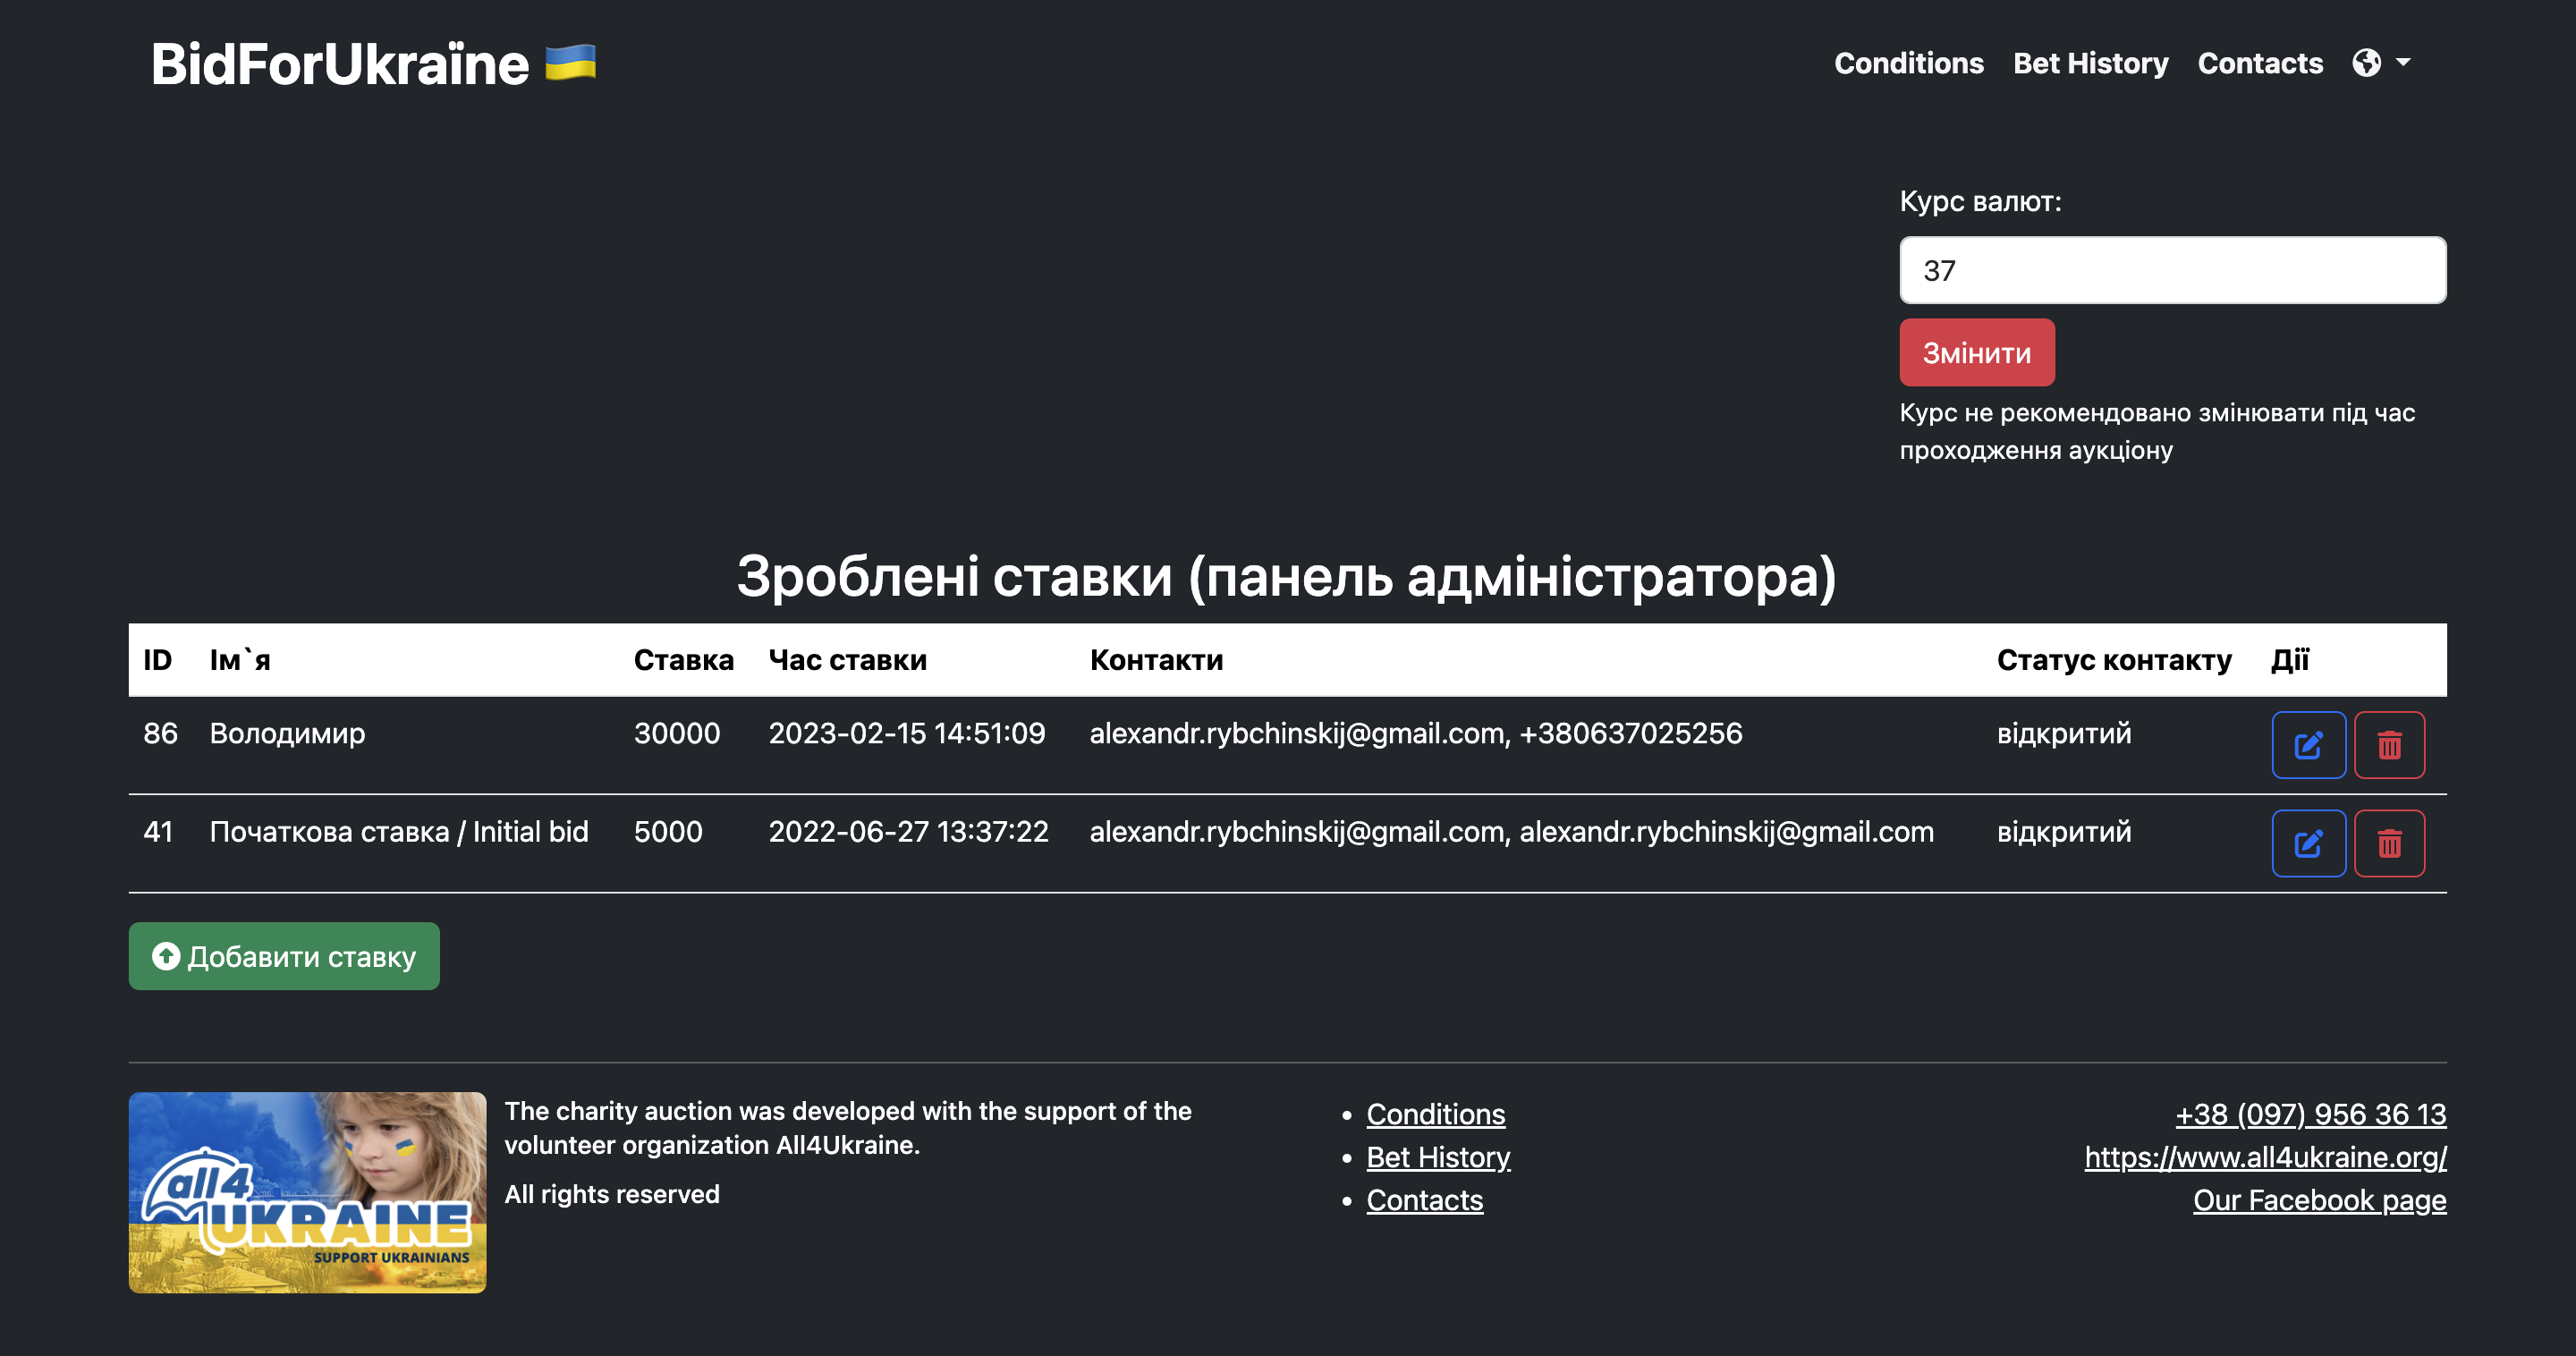 BidForUkraïne 🇺🇦
Conditions Bet History Contacts
Курс валют:
37
Змінити
Курс не рекомендовано змінювати під час
проходження аукціону
Зроблені ставки (панель адміністратора)
ID Ім`я Ставка Час ставки Контакти Статус контакту Дії
86 Володимир 30000 2023-02-15 14:51:09 alexandr.rybchinskij@gmail.com, +380637025256 відкритий
41 Початкова ставка / Initial bid 5000 2022-06-27 13:37:22 alexandr.rybchinskij@gmail.com, alexandr.rybchinskij@gmail.com відкритий
Добавити ставку
all4
UKRAINE
SUPPORT UKRAINIANS
The charity auction was developed with the support of the
volunteer organization All4Ukraine.
All rights reserved
Conditions
Bet History
Contacts
+38 (097) 956 36 13
https://www.all4ukraine.org/
Our Facebook page